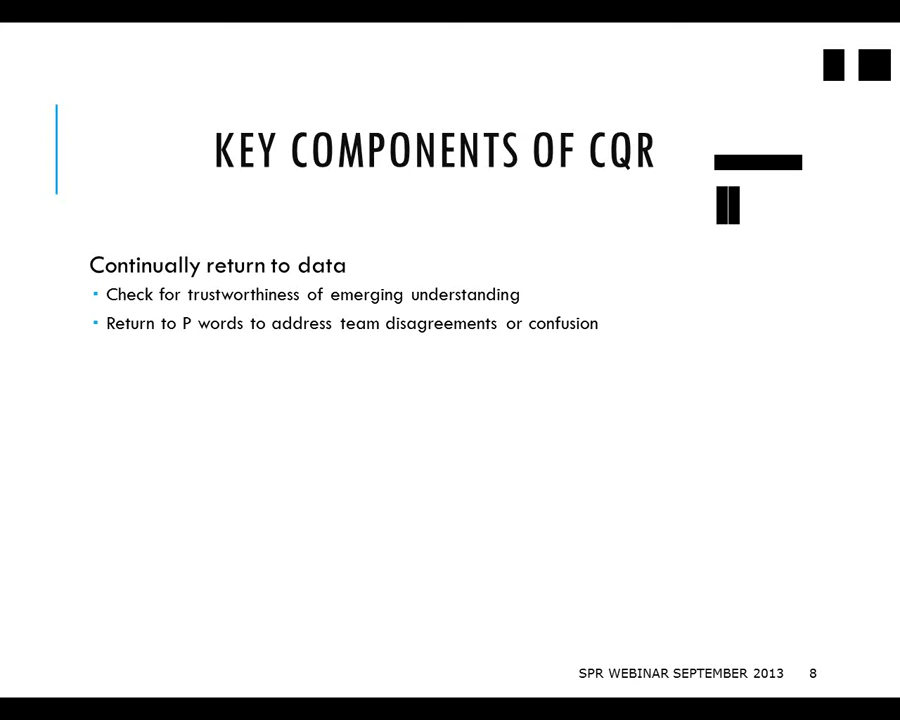 KEY COMPONENTS OF CQR
Continually return to data
Check for trustworthiness of emerging understanding
Return to P words to address team disagreements or confusion
SPR WEBINAR SEPTEMBER 2013 8